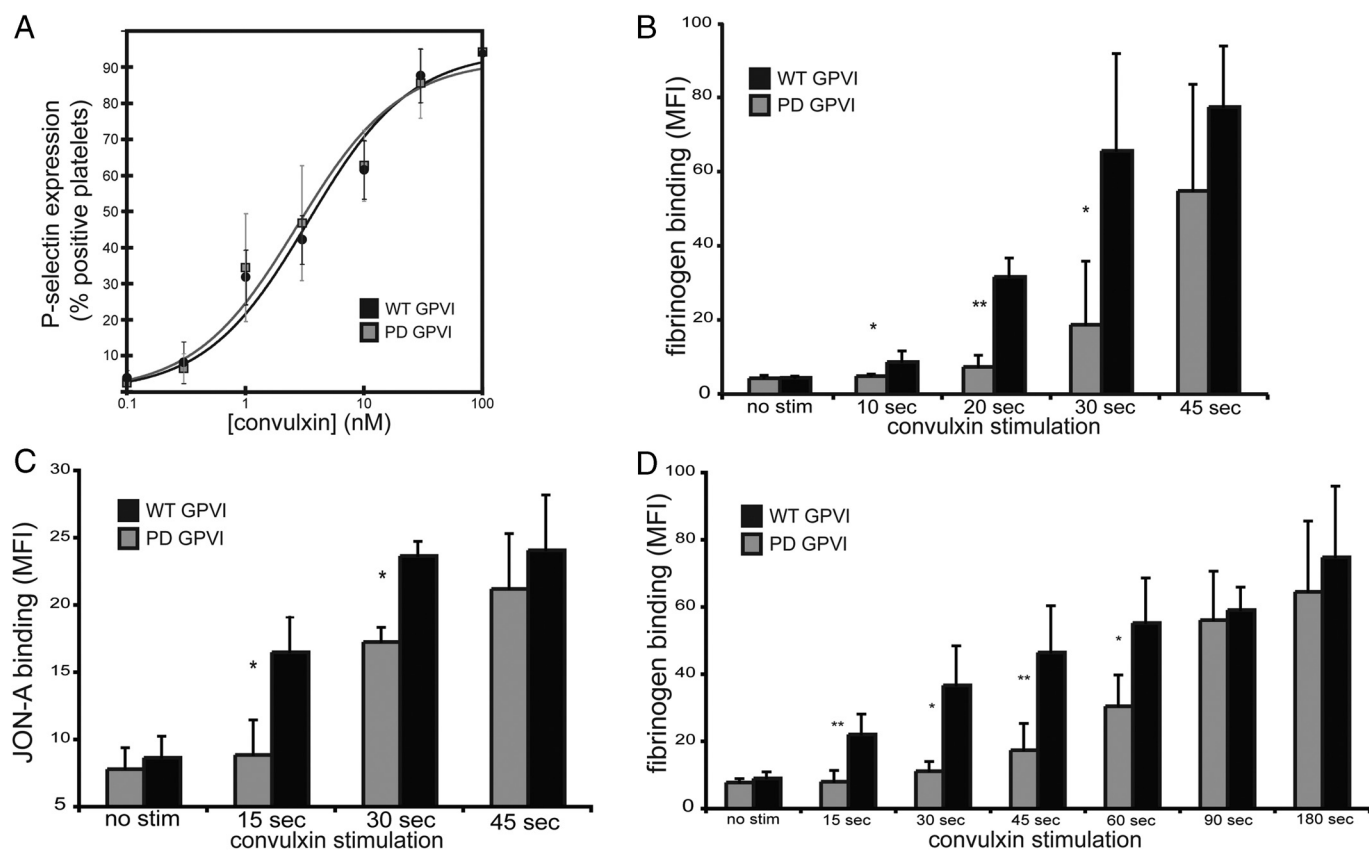 A
P-selectin expression
(% positive platelets)
90
80
70
60
50
40
30
20
10
0.1
1
10
100
[convulxin] (nM)
WT GPVI
PD GPVI
B
fibrinogen binding (MFI)
100
80
60
40
20
0
WT GPVI
PD GPVI
*
**
*
no stim
10 sec
20 sec
30 sec
45 sec
convulxin stimulation
C
JON-A binding (MFI)
30
25
20
15
10
5
WT GPVI
PD GPVI
*
*
no stim
15 sec
30 sec
45 sec
convulxin stimulation
D
fibrinogen binding (MFI)
100
80
60
40
20
0
WT GPVI
PD GPVI
**
*
**
*
no stim
15 sec
30 sec
45 sec
60 sec
90 sec
180 sec
convulxin stimulation